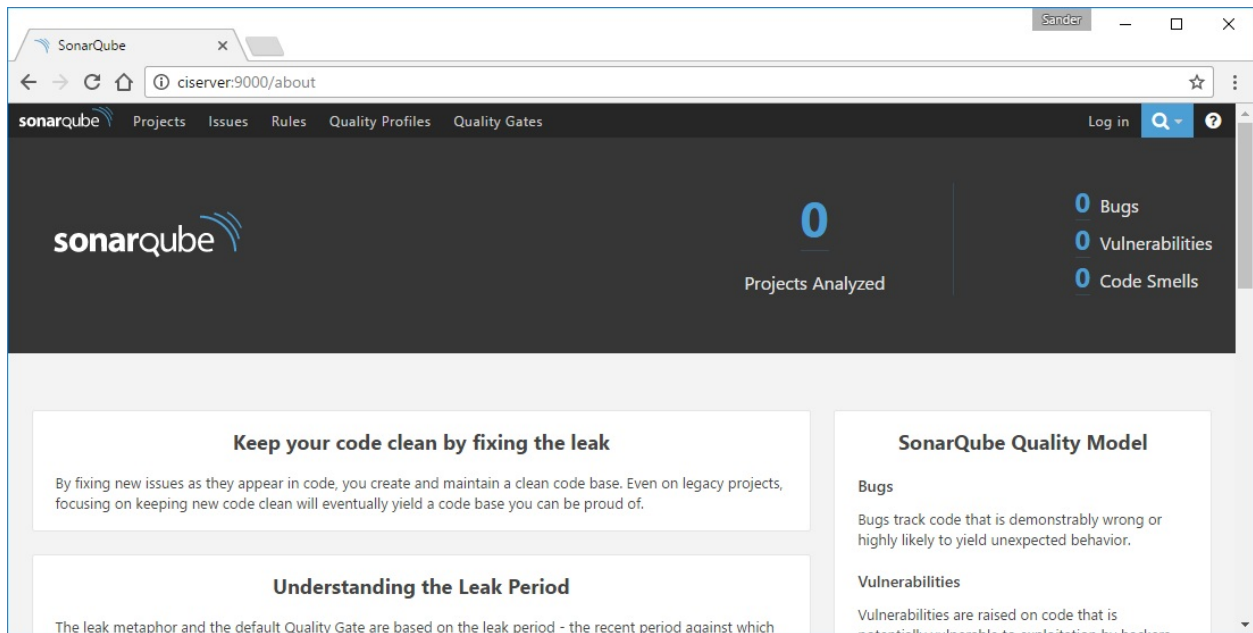 Sander
SonarQube
ciserver:9000/about
sonarqube Projects Issues Rules Quality Profiles Quality Gates Log in
sonarqube
0
Projects Analyzed
0 Bugs
0 Vulnerabilities
0 Code Smells
Keep your code clean by fixing the leak
By fixing new issues as they appear in code, you create and maintain a clean code base. Even on legacy projects,
focusing on keeping new code clean will eventually yield a code base you can be proud of.
Understanding the Leak Period
The leak metaphor and the default Quality Gate are based on the leak period - the recent period against which
SonarQube Quality Model
Bugs
Bugs track code that is demonstrably wrong or
highly likely to yield unexpected behavior.
Vulnerabilities
Vulnerabilities are raised on code that is
potentially vulnerable to exploitation by hackers